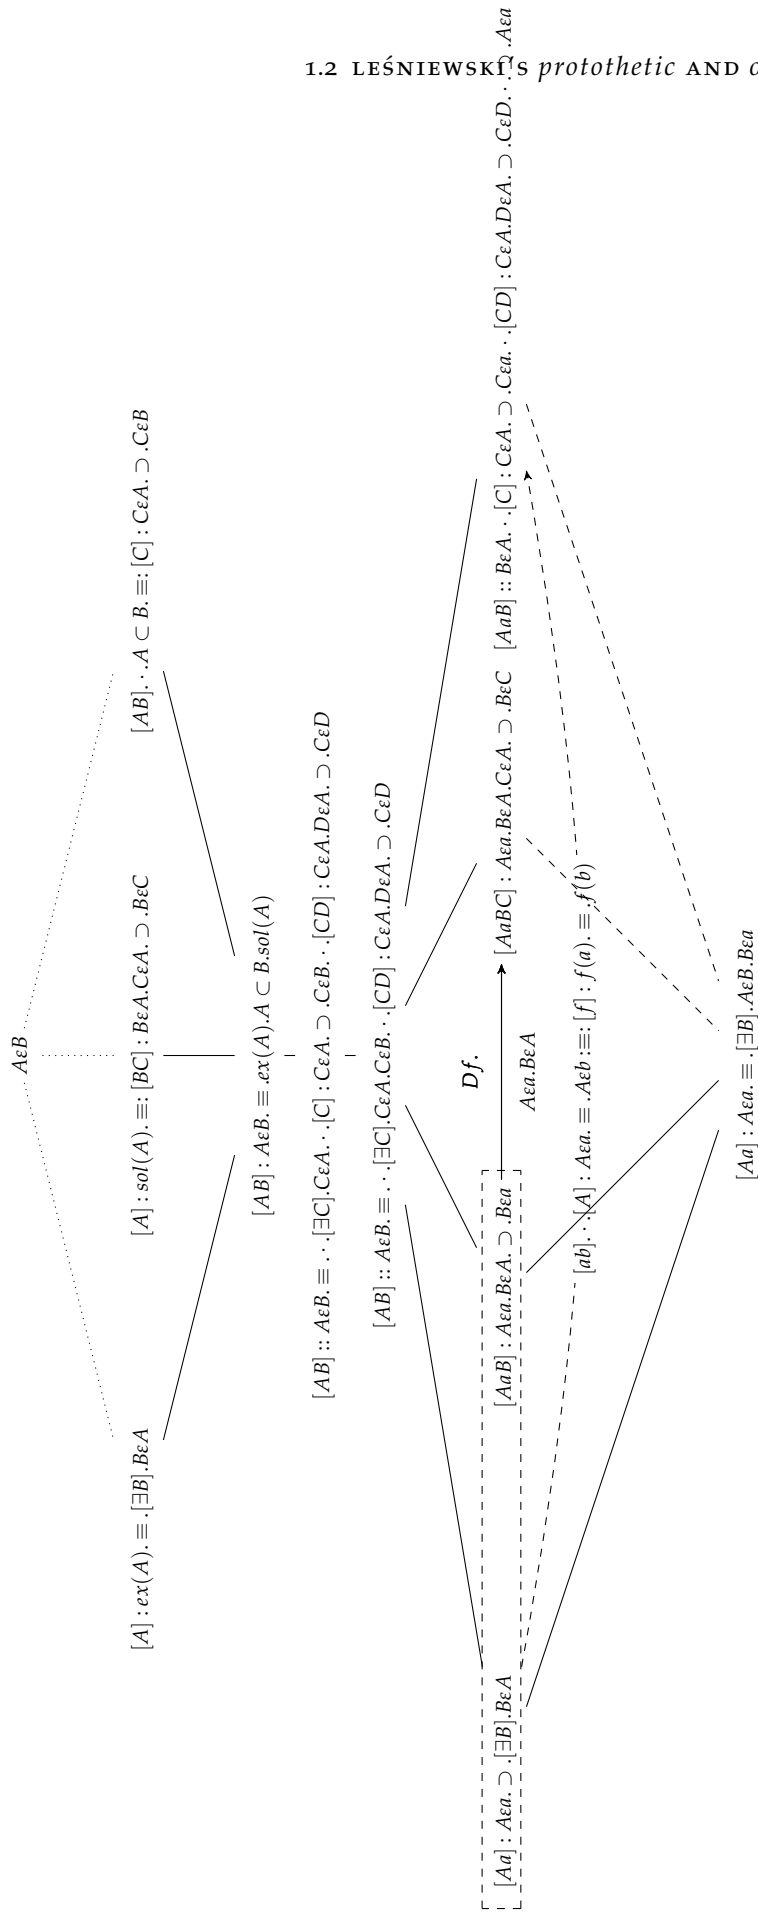 1.2 LEŚNIEWSKI'S protothetic AND
AεB
[A] : ex(A). ≡ .[∃B].BεA
[A] : sol(A). ≡: [BC] : BεA.CεA. ⊃ .BεC
[AB]. · .A ⊂ B. ≡: [C] : CεA. ⊃ .CεB
[AB] : AεB. ≡ .ex(A).A ⊂ B.sol(A)
[AB] :: AεB. ≡ . · .[∃C].CεA. · .[C] : CεA. ⊃ .CεB. · .[CD] : CεA.DεA. ⊃ .CεD
[AB] :: AεB. ≡ . · .[∃C].CεA.CεB. · .[CD] : CεA.DεA. ⊃ .CεD
Df.
[Aa] : Aεa. ⊃ .[∃B].BεA
[AaB] : Aεa.BεA. ⊃ .Bεa
[AaBC] : Aεa.BεA.CεA. ⊃ .BεC
[AaB] :: BεA. · .[C] : CεA. ⊃ .Cεa. · .[CD] : CεA.DεA. ⊃ .CεD. · . ⊃ .Aεa
Aεa.BεA
[ab]. · .[A] : Aεa. ≡ .Aεb :≡: [f] : f(a). ≡ .f(b)
[Aa] : Aεa. ≡ .[∃B].AεB.Bεa